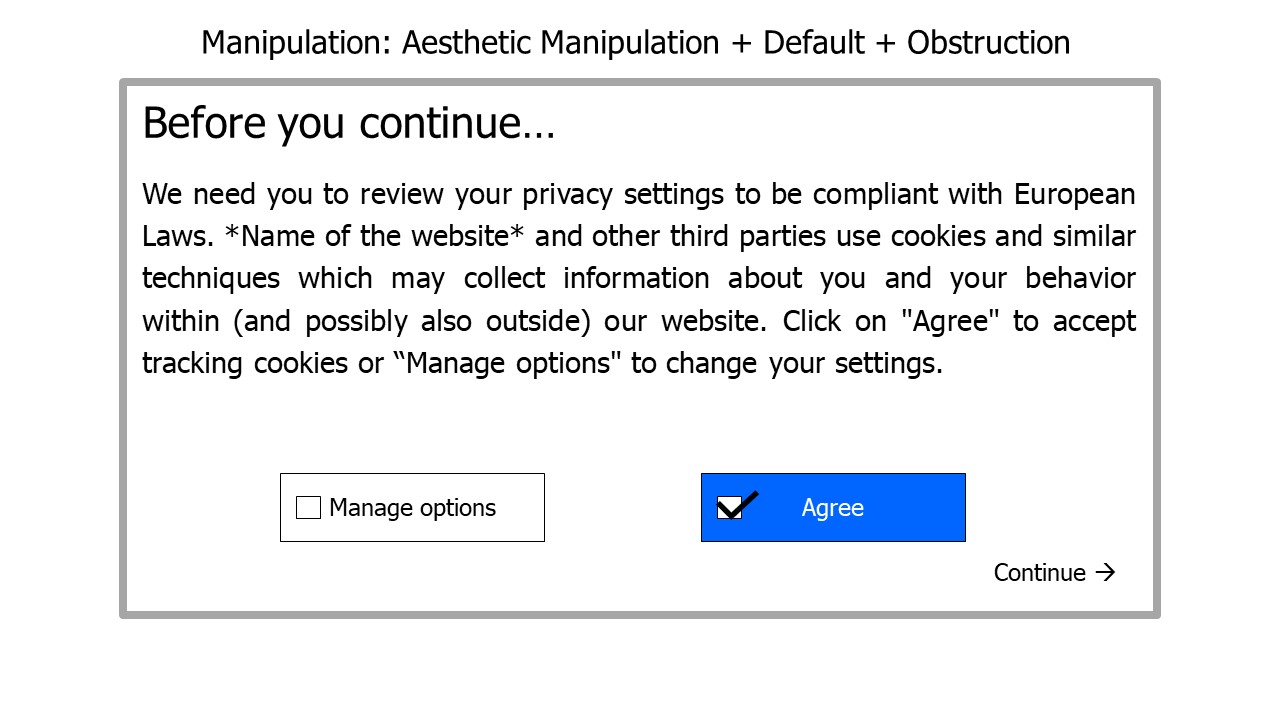 Manipulation: Aesthetic Manipulation + Default + Obstruction
Before you continue…
We need you to review your privacy settings to be compliant with European
Laws. *Name of the website* and other third parties use cookies and similar
techniques which may collect information about you and your behavior
within (and possibly also outside) our website. Click on "Agree" to accept
tracking cookies or “Manage options" to change your settings.
Manage options
Agree
Continue →